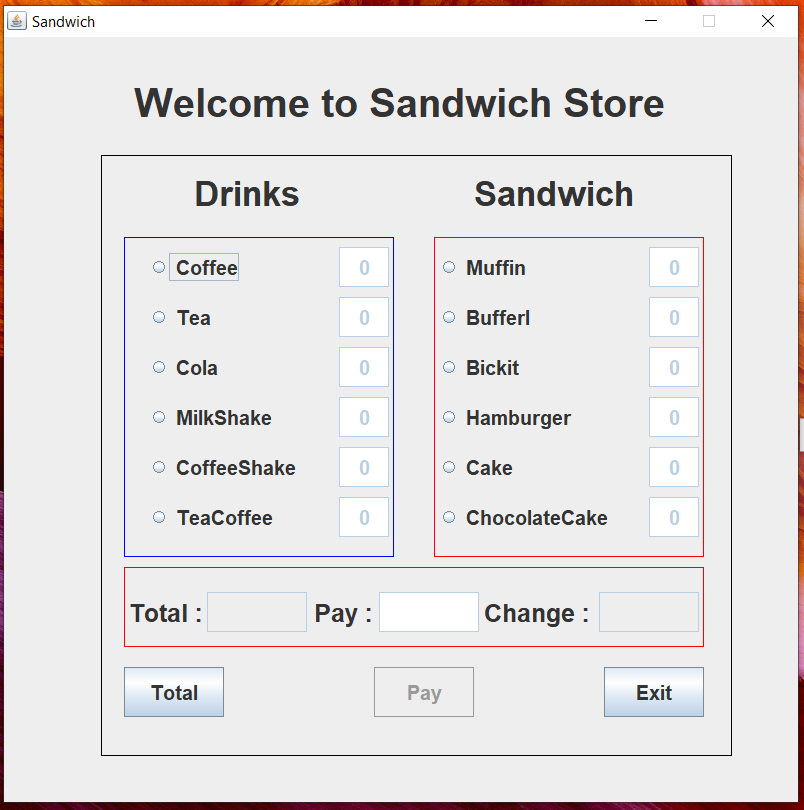 Sandwich
Welcome to Sandwich Store
Drinks
Coffee 0
Tea 0
Cola 0
MilkShake 0
CoffeeShake 0
TeaCoffee 0
Sandwich
Muffin 0
Bufferl 0
Bickit 0
Hamburger 0
Cake 0
ChocolateCake 0
Total : Pay : Change :
Total Pay Exit